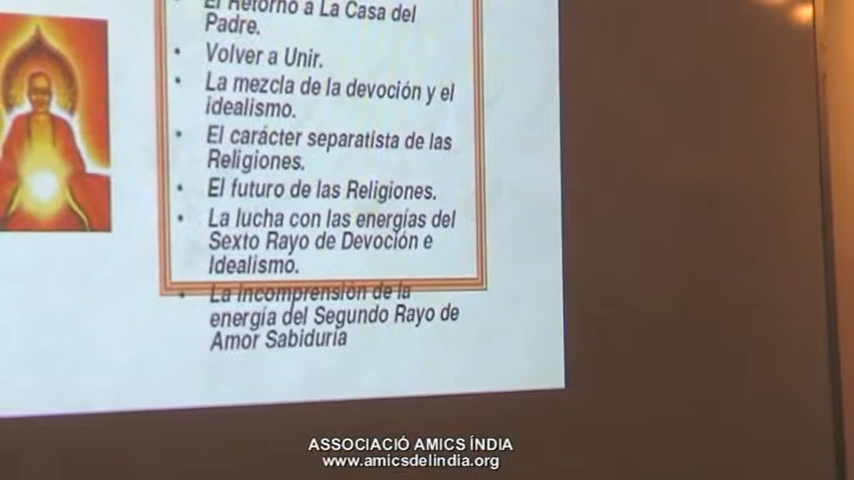 El Retorno a La Casa del
Padre.
• Volver a Unir.
• La mezcla de la devoción y el
idealismo.
• El carácter separatista de las
Religiones.
• El futuro de las Religiones.
• La lucha con las energías del
Sexto Rayo de Devoción e
Idealismo.
• La Incomprensión de la
energía del Segundo Rayo de
Amor Sabiduría
ASSOCIACIÓ AMICS ÍNDIA
www.amicsdelindia.org